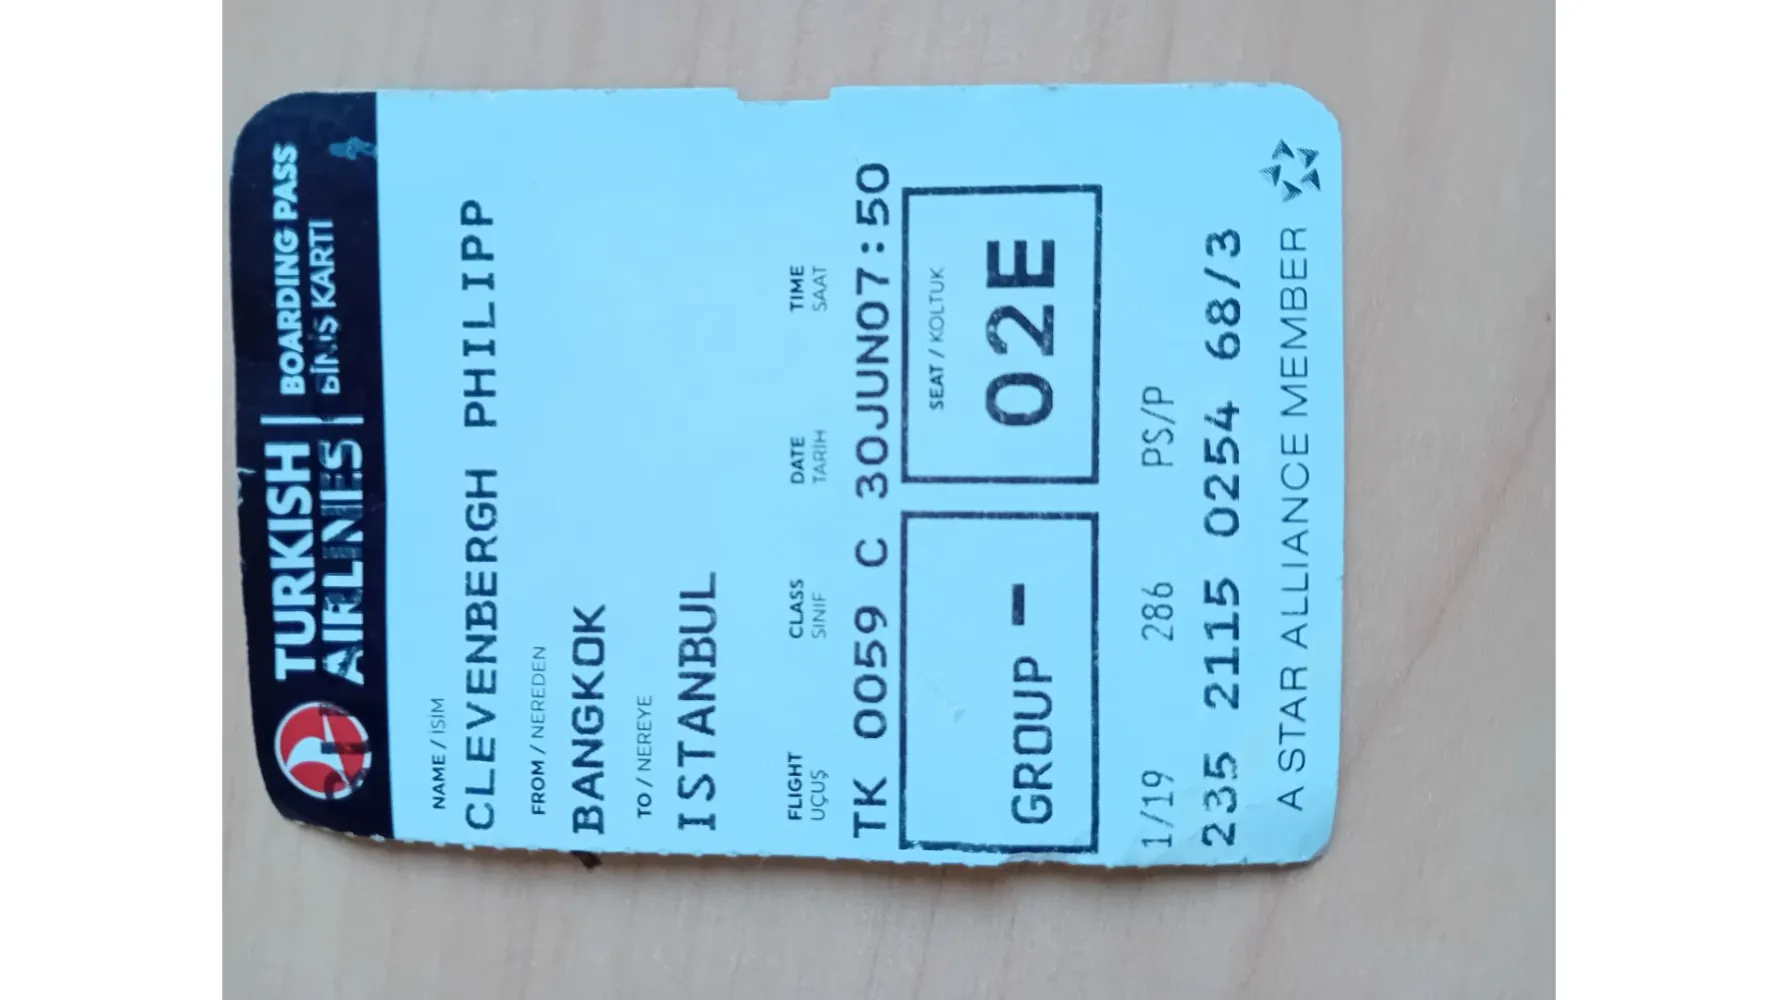 TURKISH AIRLINES
BOARDING PASS
BİNİŞ KARTI
NAME / İSİM
CLEVENBERGH PHILIPP
FROM / NEREDEN
BANGKOK
TO / NEREYE
ISTANBUL
FLIGHT CLASS DATE TIME
UÇUŞ SINIF TARİH SAAT
TK 0059 C 30JUN07:50
SEAT / KOLTUK
GROUP - 02E
1/19 286 PS/P
235 2115 0254 68/3
A STAR ALLIANCE MEMBER